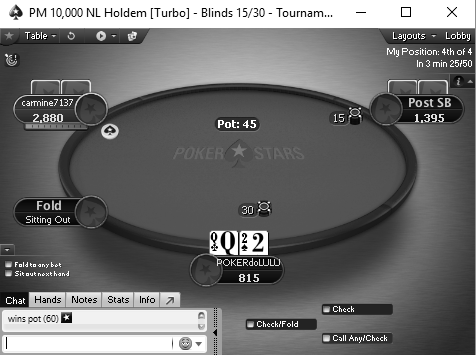 PM 10,000 NL Holdem [Turbo] - Blinds 15/30 - Tournam...
Table
Layouts
Lobby
My Position: 4th of 4
In 3 min 25/50
carmine7137
2,880
Post SB
1,395
Pot: 45
15
POKER STARS
Fold
Sitting Out
30
Q Q 2 2
POKERdoLULU
815
Fold to any bet
Sit out next hand
Chat Hands Notes Stats Info
wins pot (60)
Check
Check/Fold
Call Any/Check